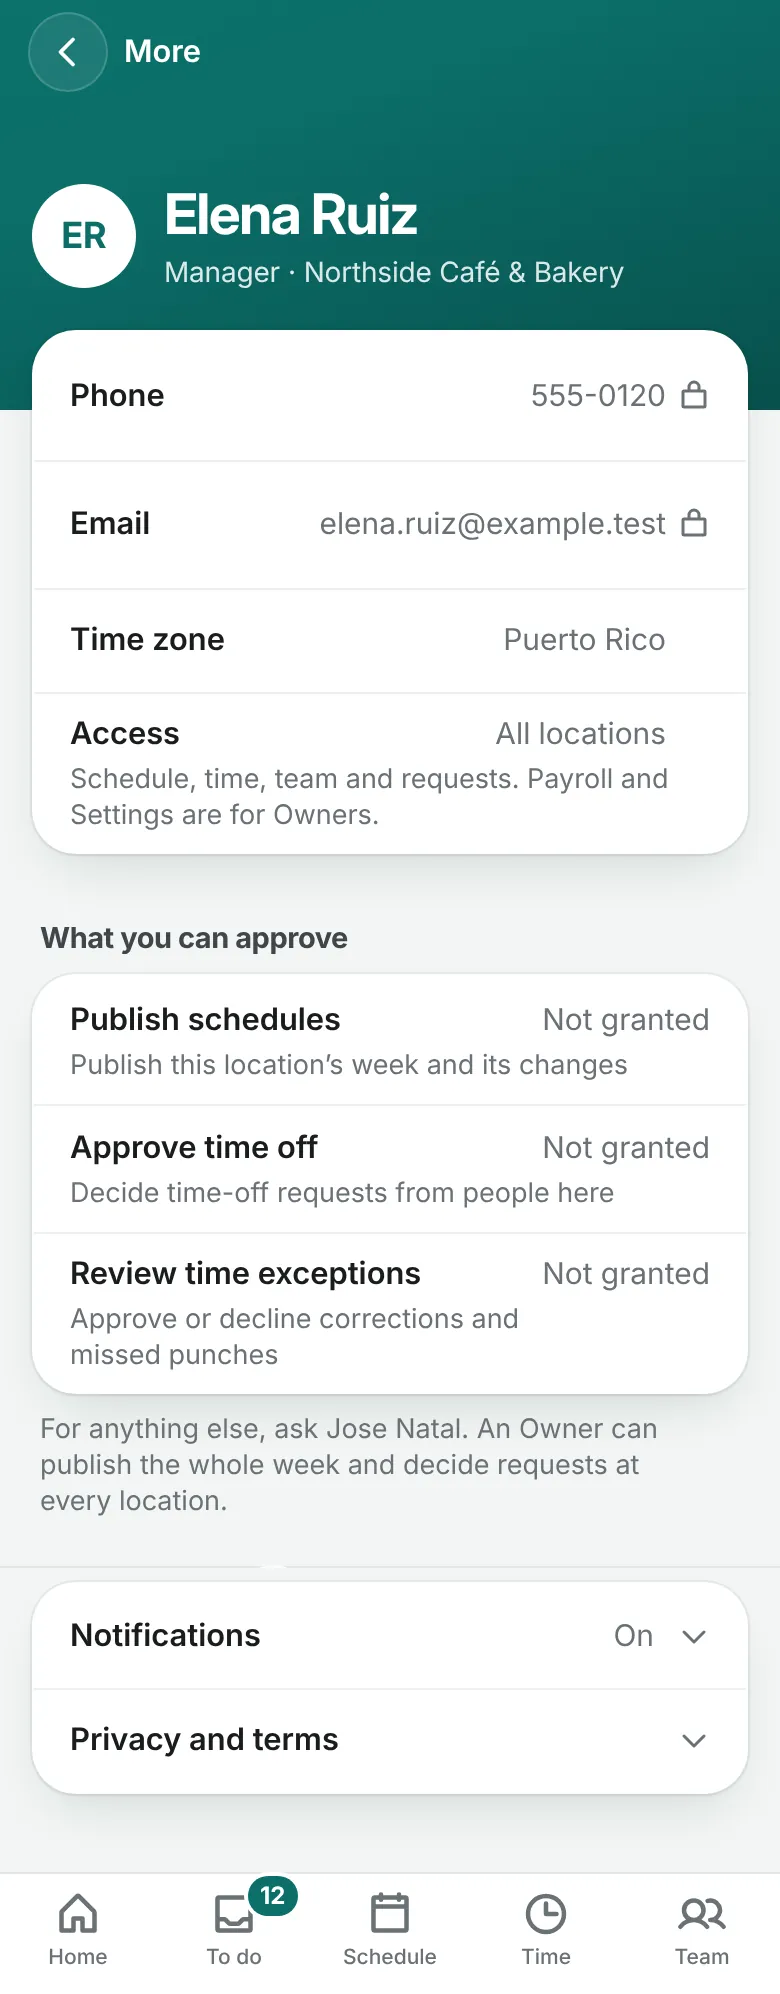 More
ER
Elena Ruiz
Manager · Northside Café & Bakery
Phone 555-0120
Email elena.ruiz@example.test
Time zone Puerto Rico
Access All locations
Schedule, time, team and requests. Payroll and
Settings are for Owners.
What you can approve
Publish schedules Not granted
Publish this location’s week and its changes
Approve time off Not granted
Decide time-off requests from people here
Review time exceptions Not granted
Approve or decline corrections and
missed punches
For anything else, ask Jose Natal. An Owner can
publish the whole week and decide requests at
every location.
Notifications On
Privacy and terms
12
Home To do Schedule Time Team